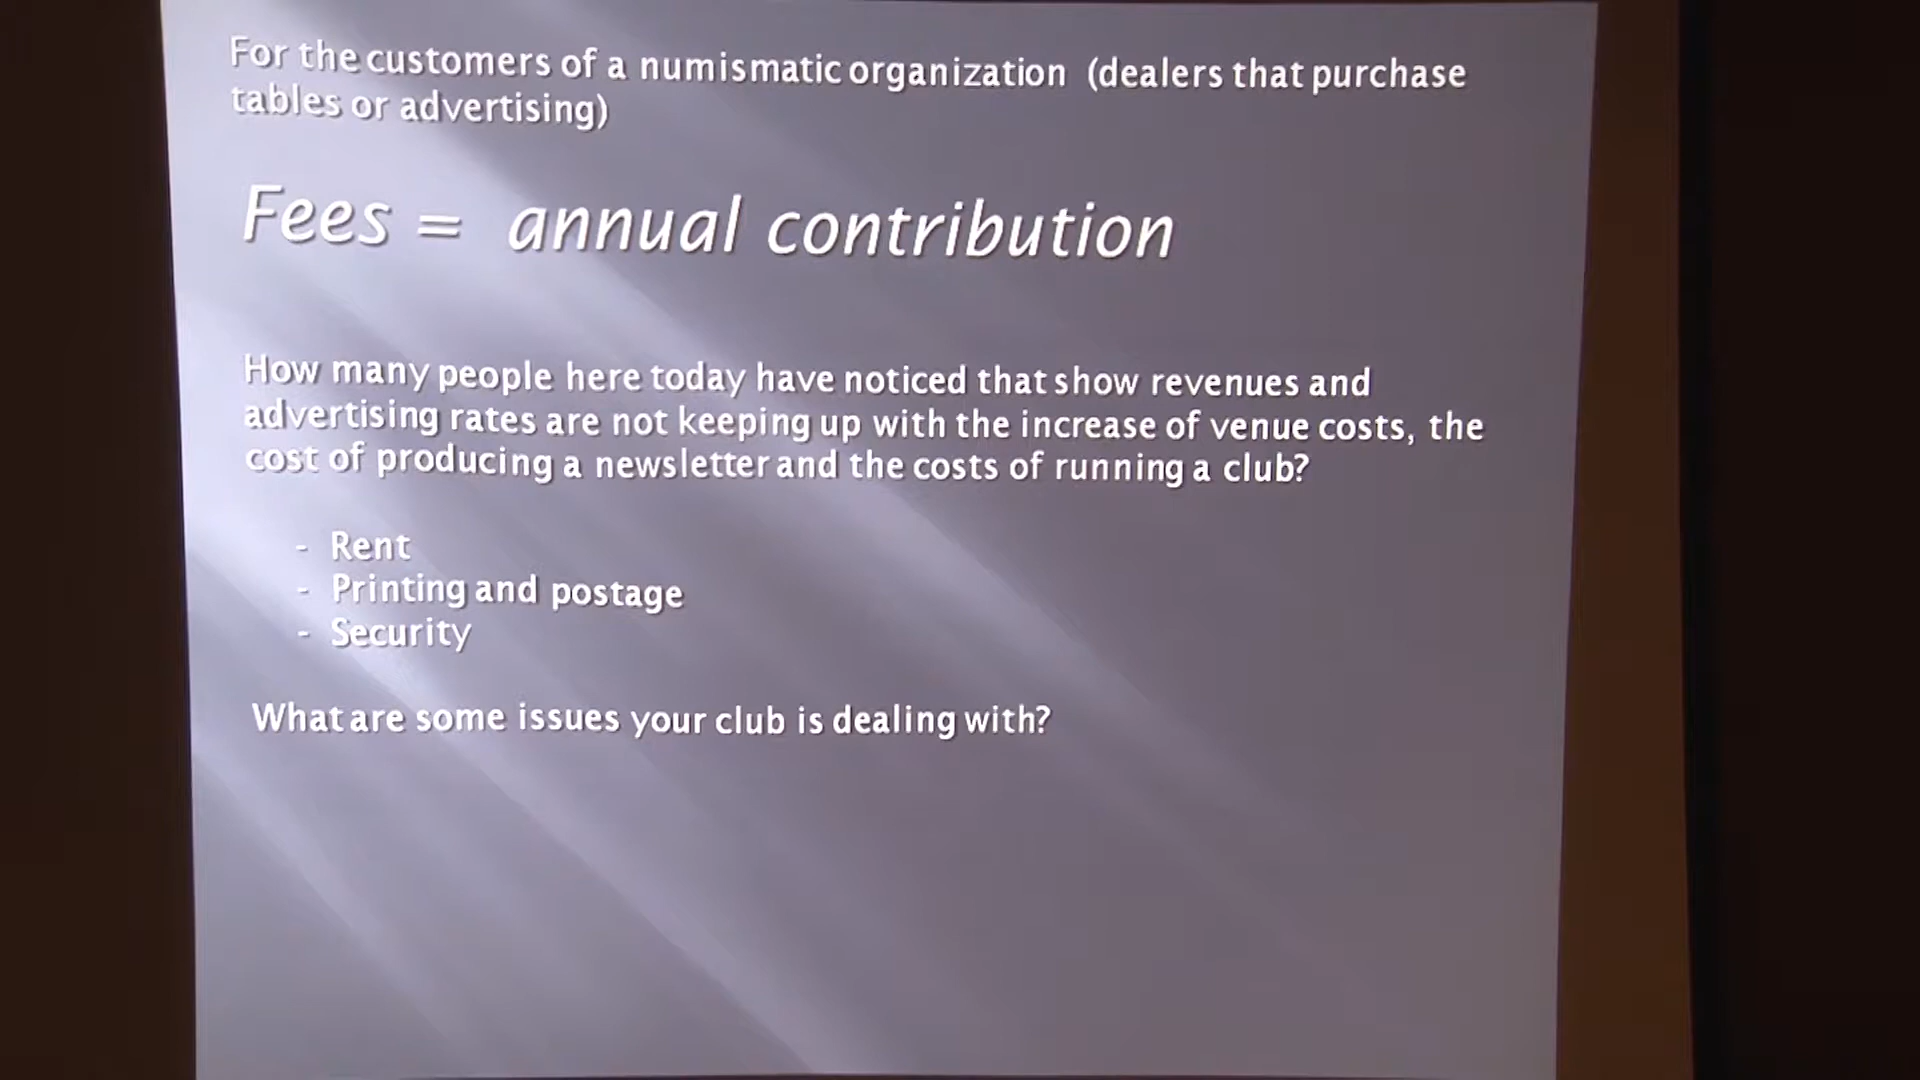 For the customers of a numismatic organization (dealers that purchase
tables or advertising)
Fees = annual contribution
How many people here today have noticed that show revenues and
advertising rates are not keeping up with the increase of venue costs, the
cost of producing a newsletter and the costs of running a club?
- Rent
- Printing and postage
- Security
What are some issues your club is dealing with?